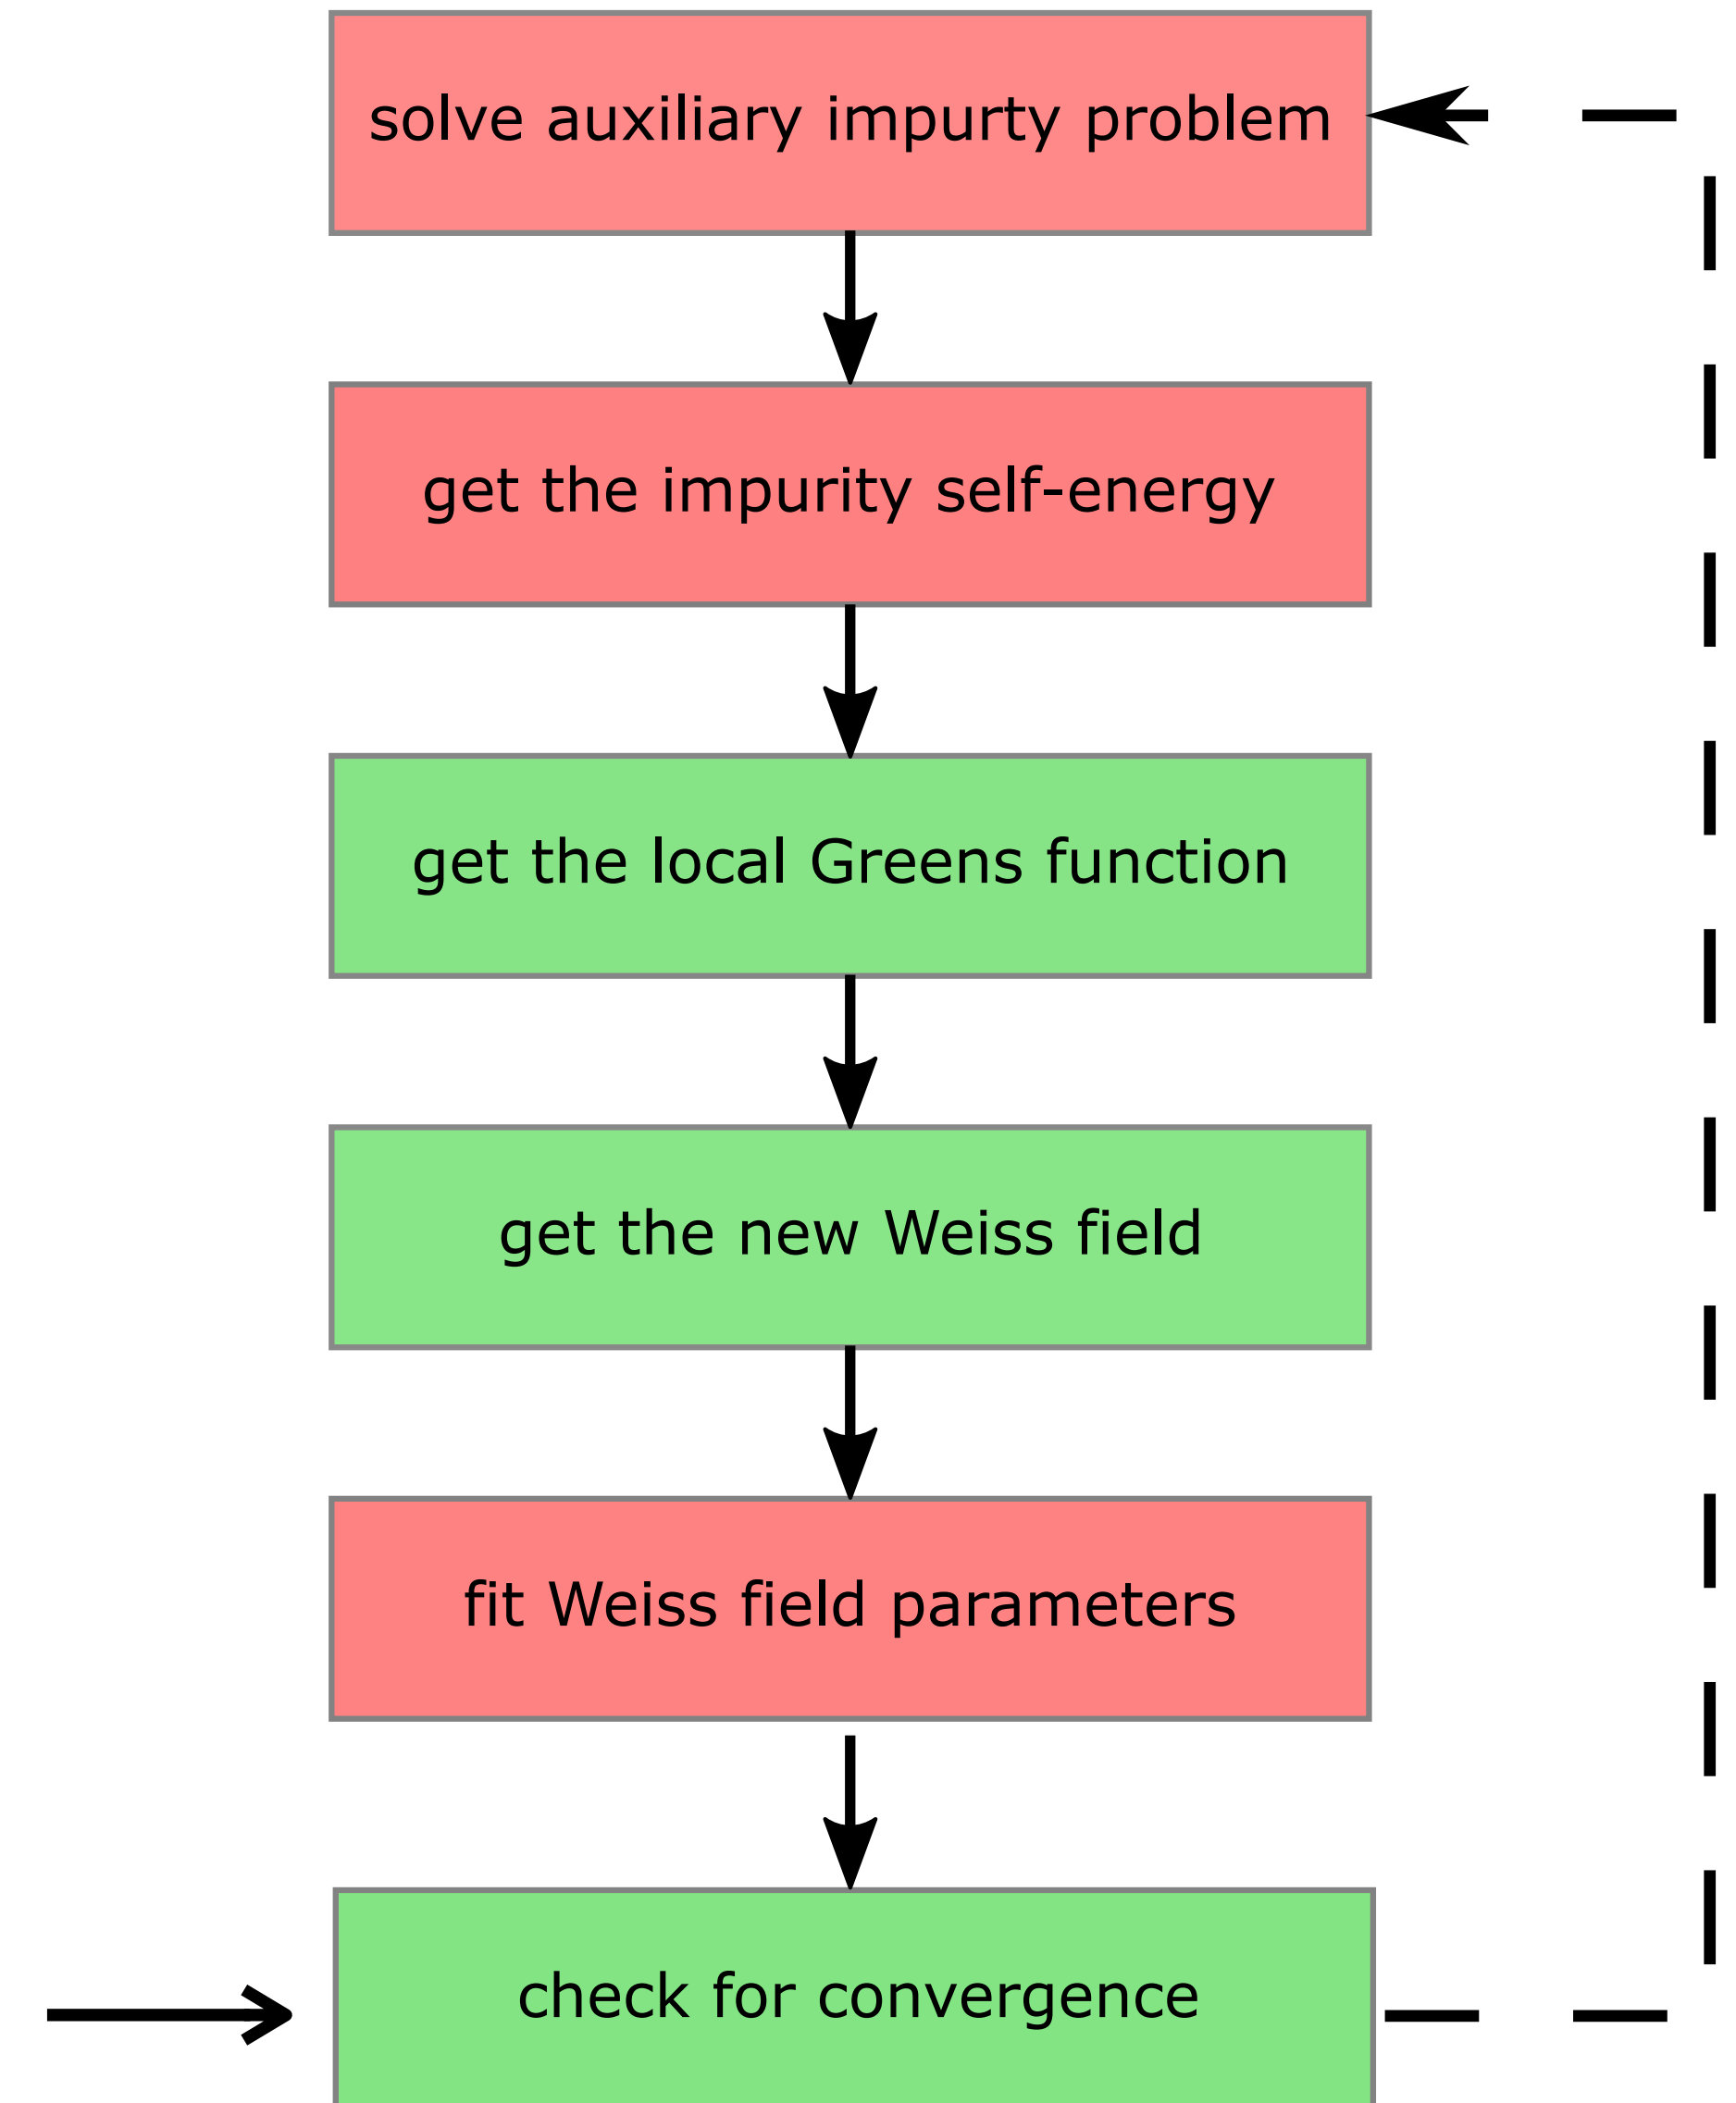 solve auxiliary impurty problem
get the impurity self-energy
get the local Greens function
get the new Weiss field
fit Weiss field parameters
check for convergence